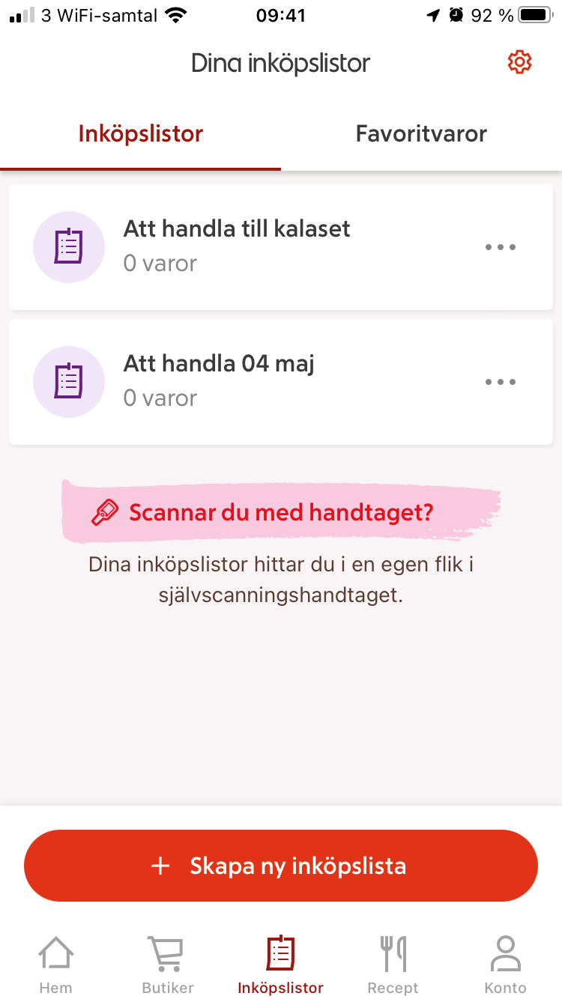 3 WiFi-samtal 09:41 92 %
Dina inköpslistor
Inköpslistor Favoritvaror
Att handla till kalaset
0 varor
Att handla 04 maj
0 varor
Scannar du med handtaget?
Dina inköpslistor hittar du i en egen flik i
självscanningshandtaget.
+ Skapa ny inköpslista
Hem Butiker Inköpslistor Recept Konto